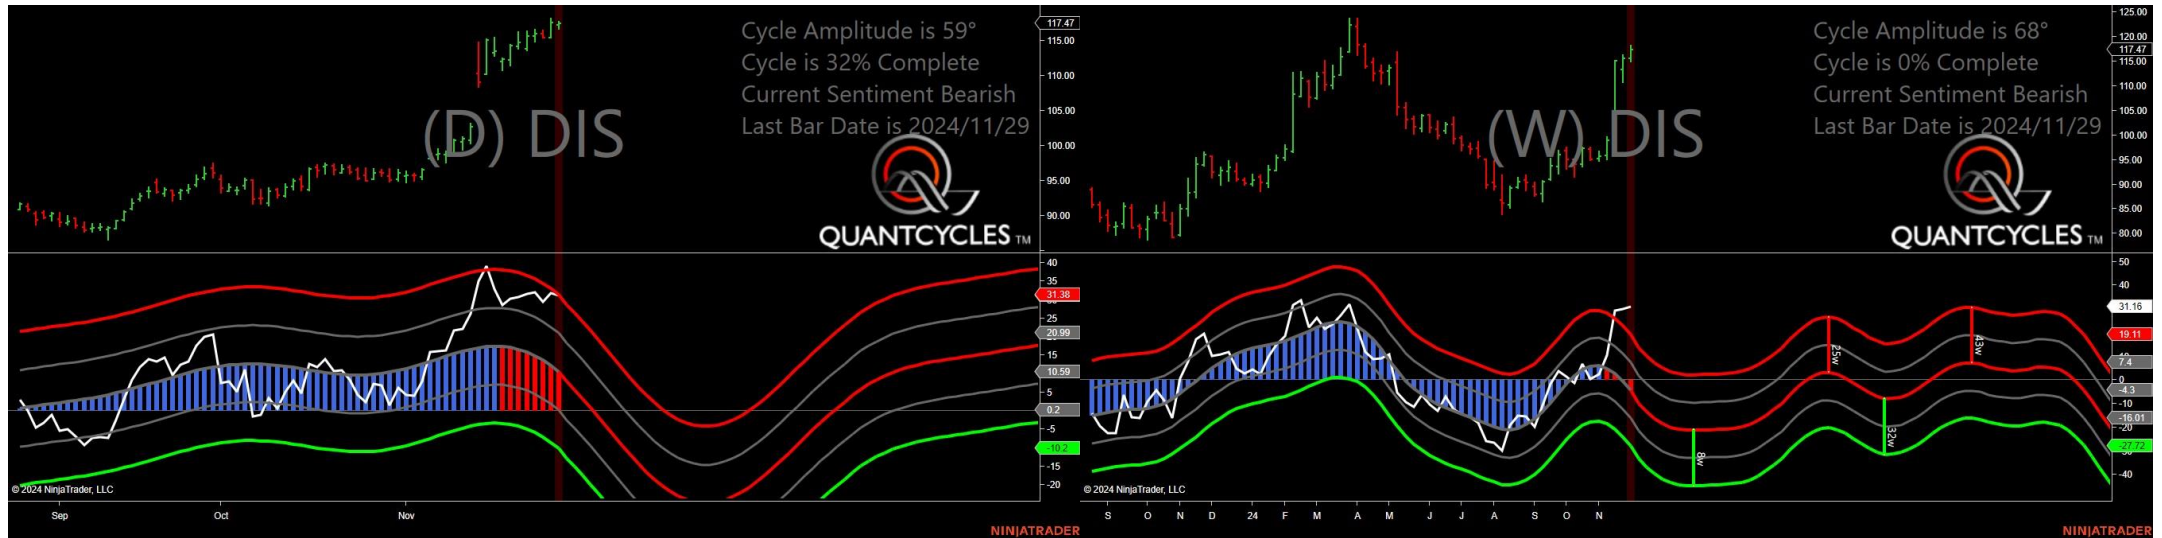 Cycle Amplitude is 59°
Cycle is 32% Complete
Current Sentiment Bearish
Last Bar Date is 2024/11/29
(D) DIS
QUANTCYCLES TM
117.47
115.00
110.00
105.00
100.00
95.00
90.00
40
35
31.38
25
20.99
15
10.59
5
0.2
-5
-10.2
-15
-20
© 2024 NinjaTrader, LLC
Sep Oct Nov
NINJATRADER
Cycle Amplitude is 68°
Cycle is 0% Complete
Current Sentiment Bearish
Last Bar Date is 2024/11/29
(W) DIS
QUANTCYCLES TM
125.00
120.00
117.47
115.00
110.00
105.00
100.00
95.00
90.00
85.00
80.00
50
40
31.16
19.11
7.4
0
-4.3
-10
-16.01
-20
-27.72
-40
25w
43w
8w
32w
© 2024 NinjaTrader, LLC
S O N D 24 F M A M J J A S O N
NINJATRADER